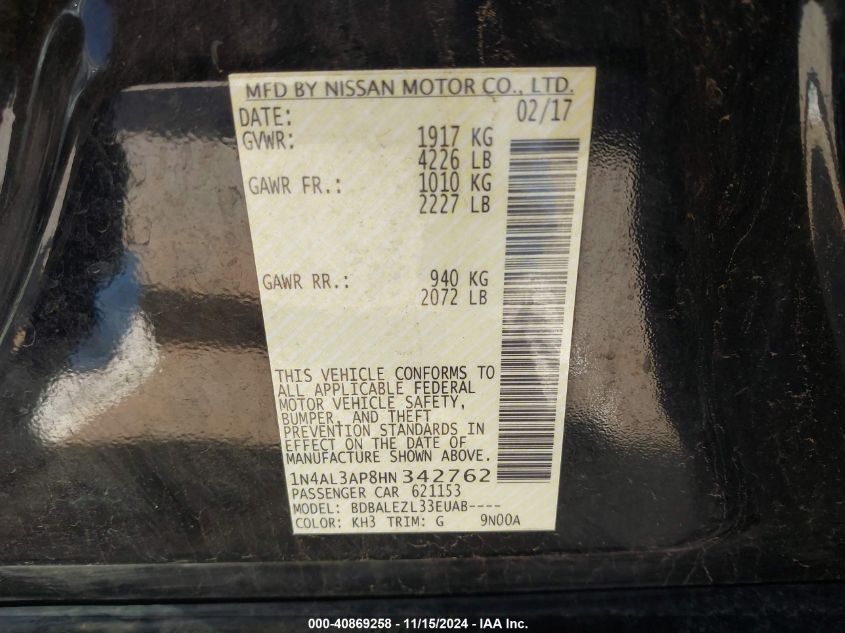 MFD BY NISSAN MOTOR CO., LTD.
DATE: 02/17
GVWR: 1917 KG
4226 LB
GAWR FR.: 1010 KG
2227 LB
GAWR RR.: 940 KG
2072 LB
THIS VEHICLE CONFORMS TO
ALL APPLICABLE FEDERAL
MOTOR VEHICLE SAFETY,
BUMPER, AND THEFT
PREVENTION STANDARDS IN
EFFECT ON THE DATE OF
MANUFACTURE SHOWN ABOVE.
1N4AL3AP8HN 342762
PASSENGER CAR 621153
MODEL: BDBALEZL33EUAB----
COLOR: KH3 TRIM: G 9N00A
000-40869258 - 11/15/2024 - IAA Inc.